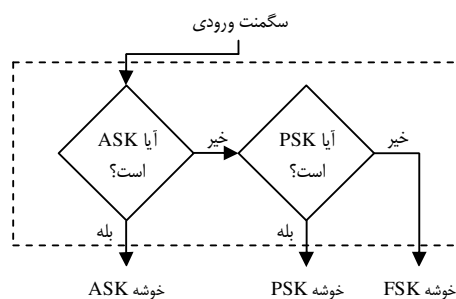 سگمنت ورودی
آیا ASK
است؟
خیر
آیا PSK
است؟
خیر
بله
بله
خوشه ASK
خوشه PSK
خوشه FSK